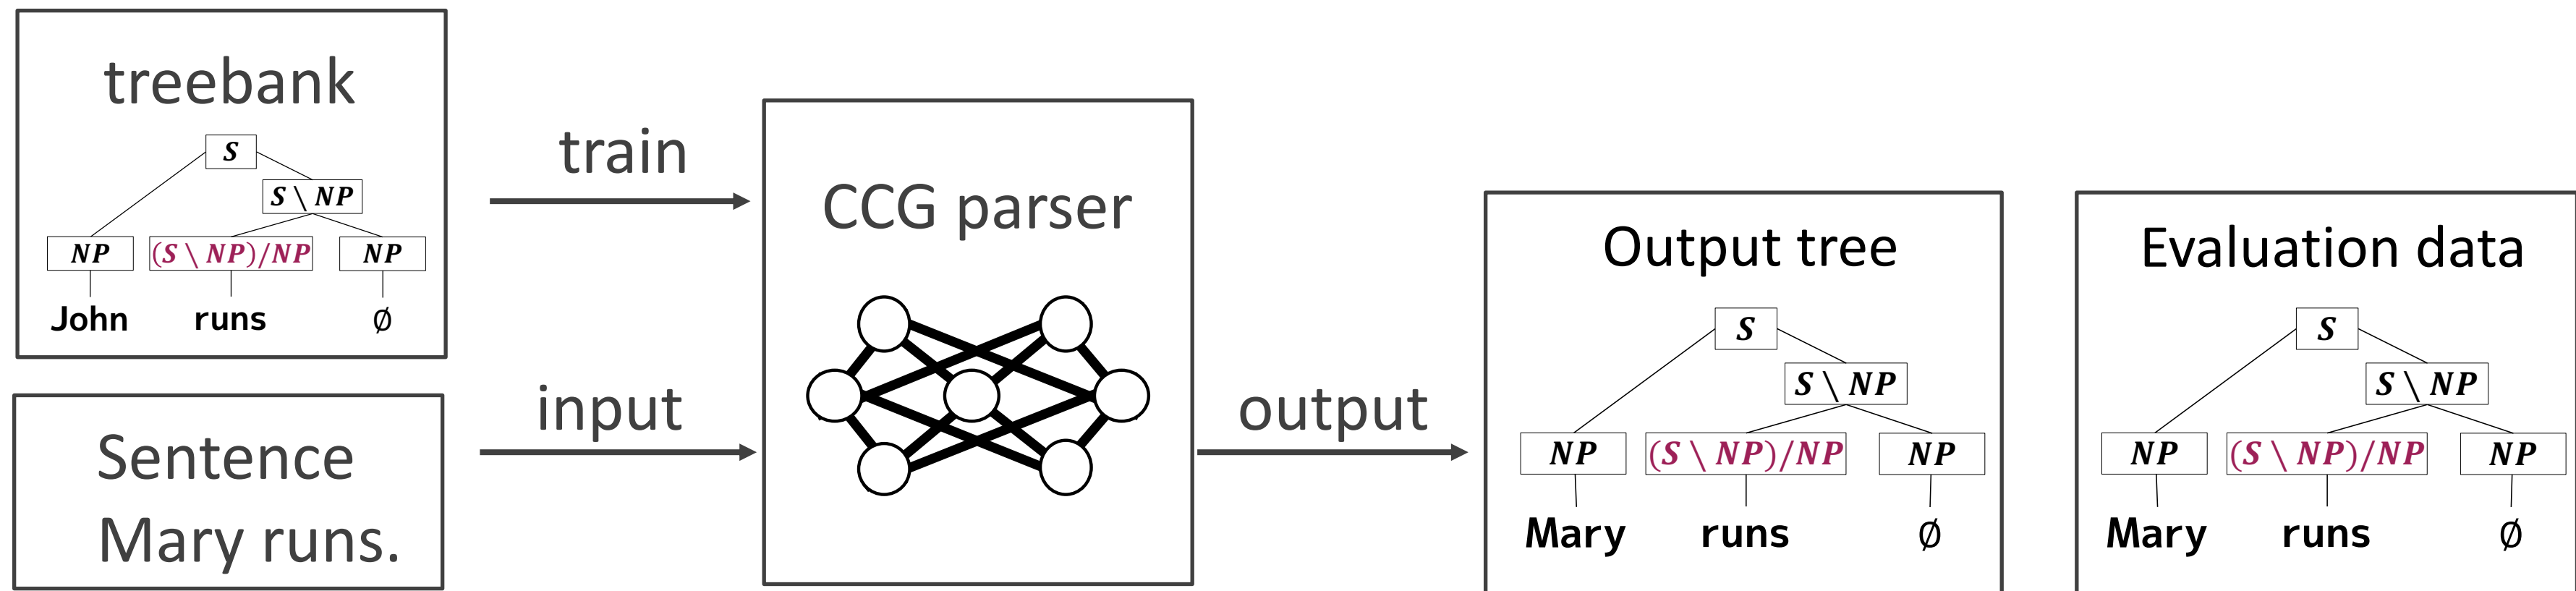 treebank
S
S \ NP
NP (S \ NP)/NP NP
John runs ∅
Sentence
Mary runs.
train
input
CCG parser
output
Output tree
S
S \ NP
NP (S \ NP)/NP NP
Mary runs ∅
Evaluation data
S
S \ NP
NP (S \ NP)/NP NP
Mary runs ∅